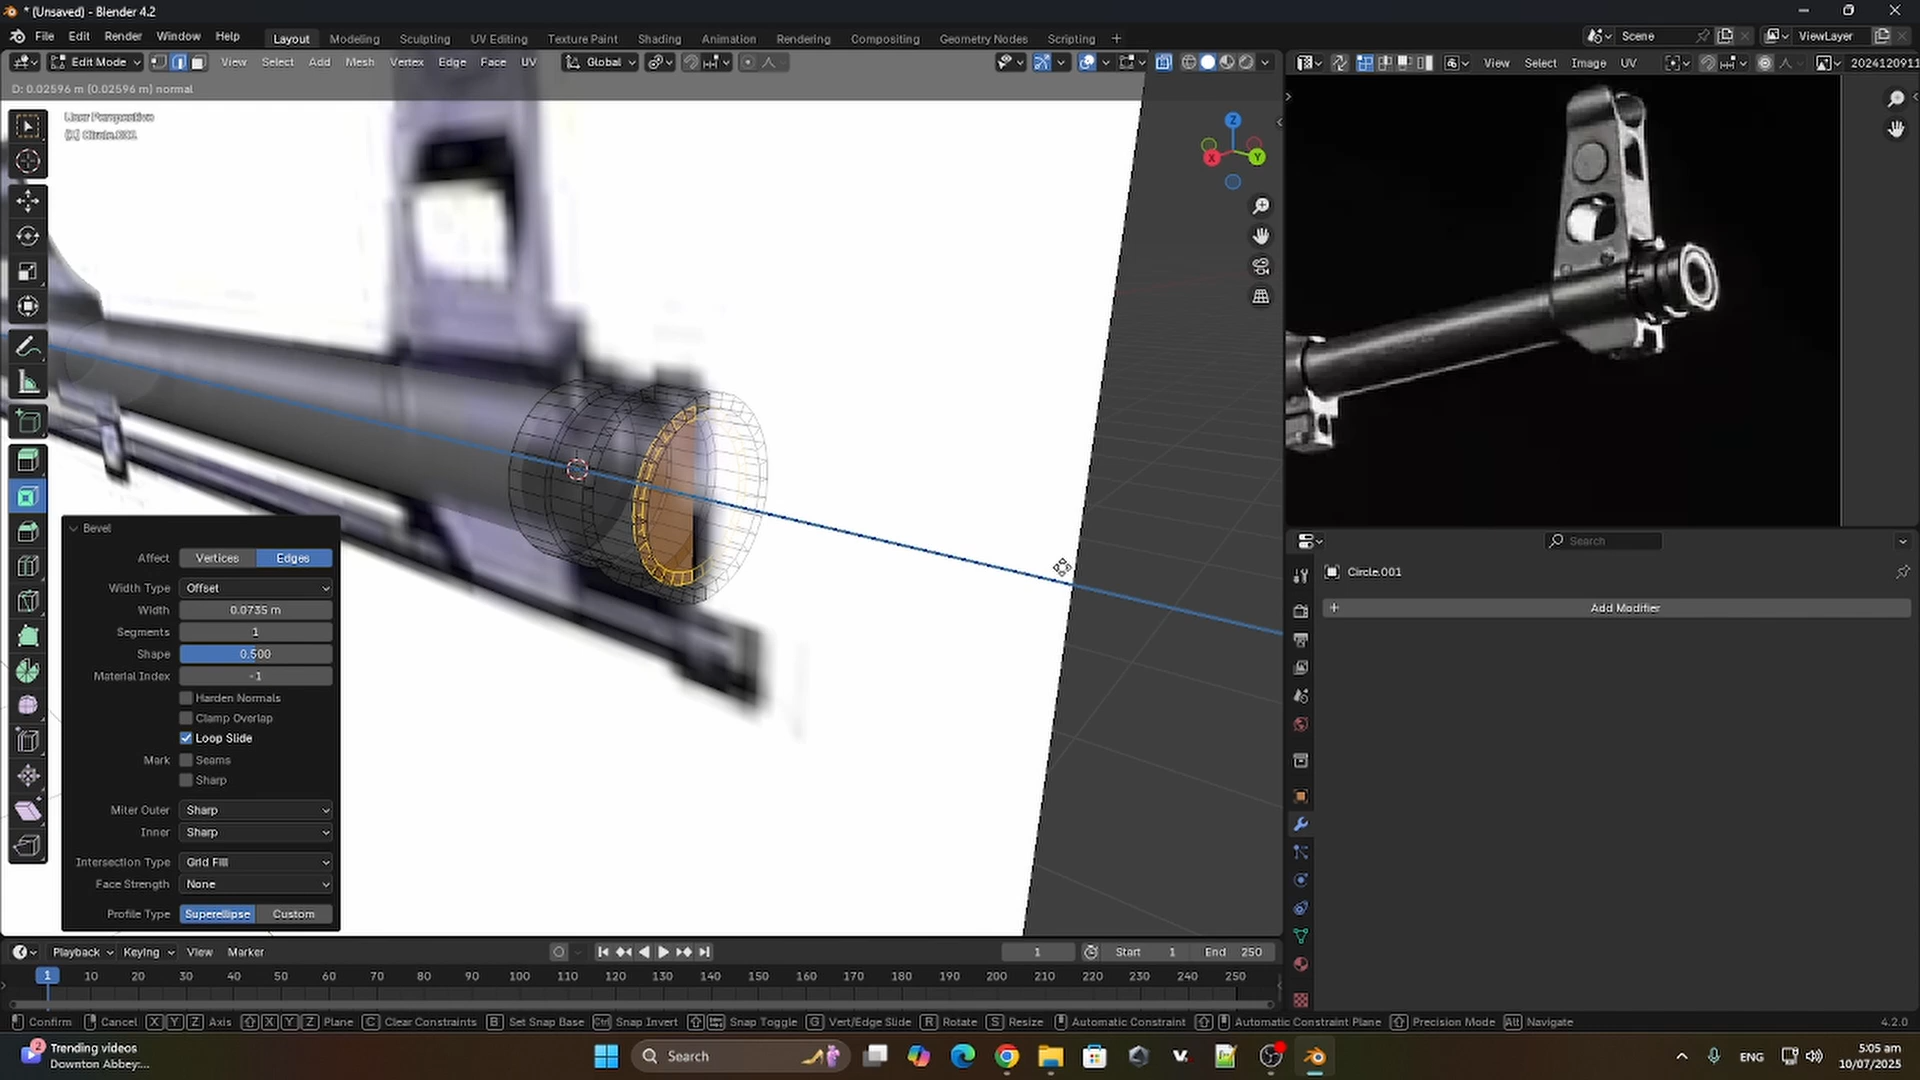 * (Unsaved) - Blender 4.2
File Edit Render Window Help
Layout Modeling Sculpting UV Editing Texture Paint Shading Animation Rendering Compositing Geometry Nodes Scripting +
Scene
ViewLayer
Edit Mode View Select Add Mesh Vertex Edge Face UV Global
View Select Image UV 2024120911
D: 0.02596 m (0.02596 m) normal
User Perspective
(1) Circle.001
Z
X
Y
Bevel
Affect Vertices Edges
Width Type Offset
Width 0.0735 m
Segments 1
Shape 0.500
Material Index -1
Harden Normals
Clamp Overlap
Loop Slide
Mark Seams
Sharp
Miter Outer Sharp
Inner Sharp
Intersection Type Grid Fill
Face Strength None
Profile Type Superellipse Custom
Search
Circle.001
+ Add Modifier
Playback Keying View Marker
1 Start 1 End 250
1 10 20 30 40 50 60 70 80 90 100 110 120 130 140 150 160 170 180 190 200 210 220 230 240 250
Confirm Cancel X Y Z Axis X Y Z Plane C Clear Constraints B Set Snap Base Ctrl Snap Invert Snap Toggle G Vert/Edge Slide R Rotate S Resize Automatic Constraint Automatic Constraint Plane Precision Mode Alt Navigate 4.2.0
2
Trending videos
Downton Abbey:...
Search
ENG
5:05 am
10/07/2025